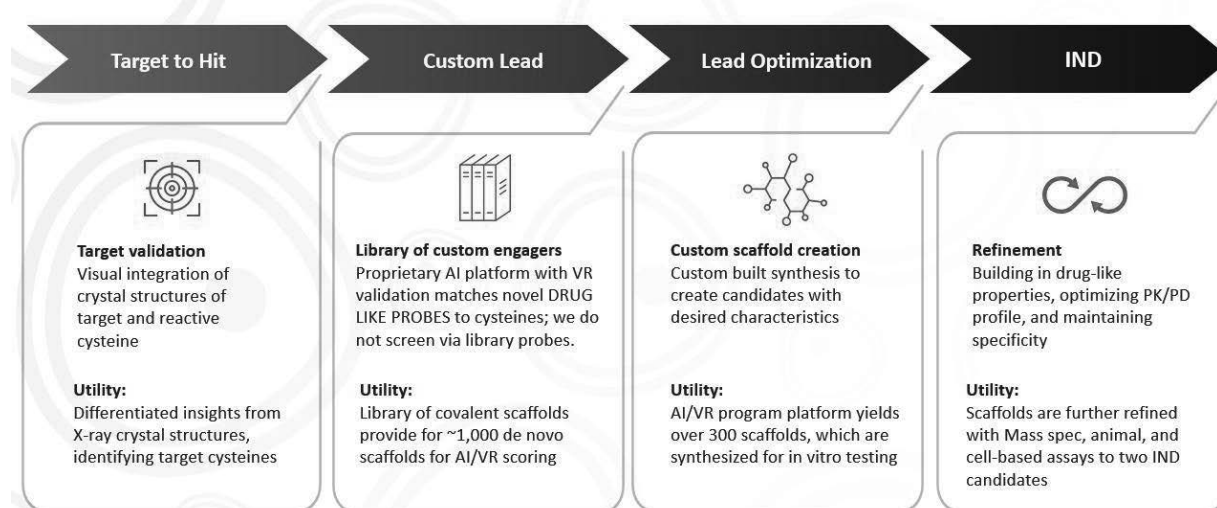 Target to Hit
Custom Lead
Lead Optimization
IND
Target validation
Visual integration of
crystal structures of
target and reactive
cysteine
Utility:
Differentiated insights from
X-ray crystal structures,
identifying target cysteines
Library of custom engagers
Proprietary AI platform with VR
validation matches novel DRUG
LIKE PROBES to cysteines; we do
not screen via library probes.
Utility:
Library of covalent scaffolds
provide for ~1,000 de novo
scaffolds for AI/VR scoring
Custom scaffold creation
Custom built synthesis to
create candidates with
desired characteristics
Utility:
AI/VR program platform yields
over 300 scaffolds, which are
synthesized for in vitro testing
Refinement
Building in drug-like
properties, optimizing PK/PD
profile, and maintaining
specificity
Utility:
Scaffolds are further refined
with Mass spec, animal, and
cell-based assays to two IND
candidates